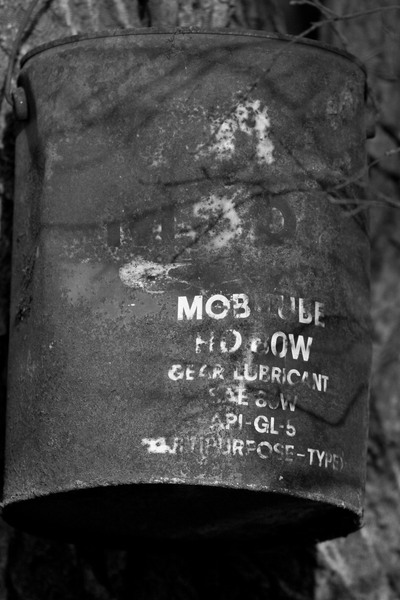 MOBILUBE
HD 80W
GEAR LUBRICANT
SAE 80W
API-GL-5